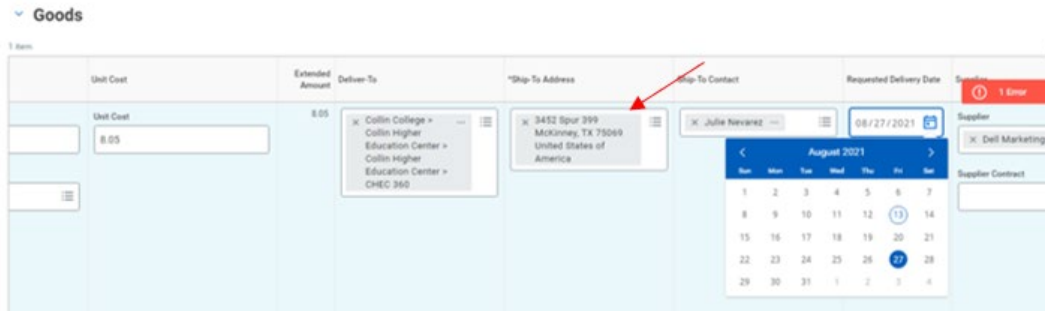 Goods
1 item
Unit Cost
Extended Amount
Deliver-To
*Ship-To Address
Ship-To Contact
Requested Delivery Date
Supplier
1 Error
Unit Cost
8.05
8.05
Collin College >
Collin Higher
Education Center >
Collin Higher
Education Center >
CHEC 360
3452 Spur 399
McKinney, TX 75069
United States of
America
Julie Nevarez
08/27/2021
Supplier
Dell Marketing
Supplier Contract
August 2021
Sun Mon Tue Wed Thu Fri Sat
1 2 3 4 5 6 7
8 9 10 11 12 13 14
15 16 17 18 19 20 21
22 23 24 25 26 27 28
29 30 31 1 2 3 4